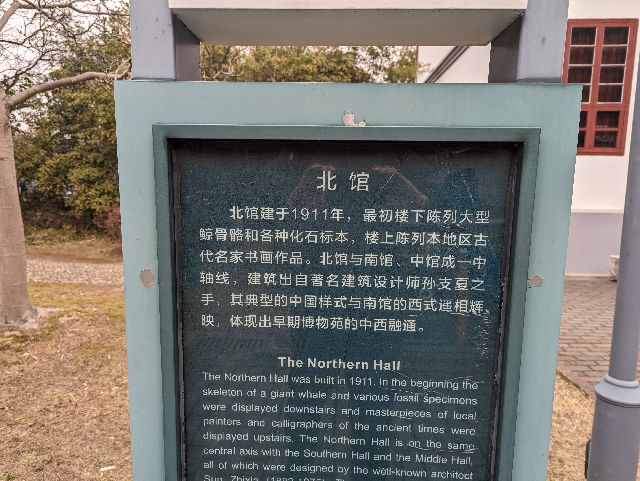 北馆
北馆建于1911年，最初楼下陈列大型
鲸骨骼和各种化石标本，楼上陈列本地区古
代名家书画作品。北馆与南馆、中馆成一中
轴线，建筑出自著名建筑设计师孙支夏之
手，其典型的中国样式与南馆的西式遥相辉
映，体现出早期博物苑的中西融通。
The Northern Hall
The Northern Hall was built in 1911. In the beginning the
skeleton of a giant whale and various fossil specimens
were displayed downstairs and masterpieces of local
painters and calligraphers of the ancient times were
displayed upstairs. The Northern Hall is on the same
central axis with the Southern Hall and the Middle Hall,
all of which were designed by the well-known architect
Sun Zhixia